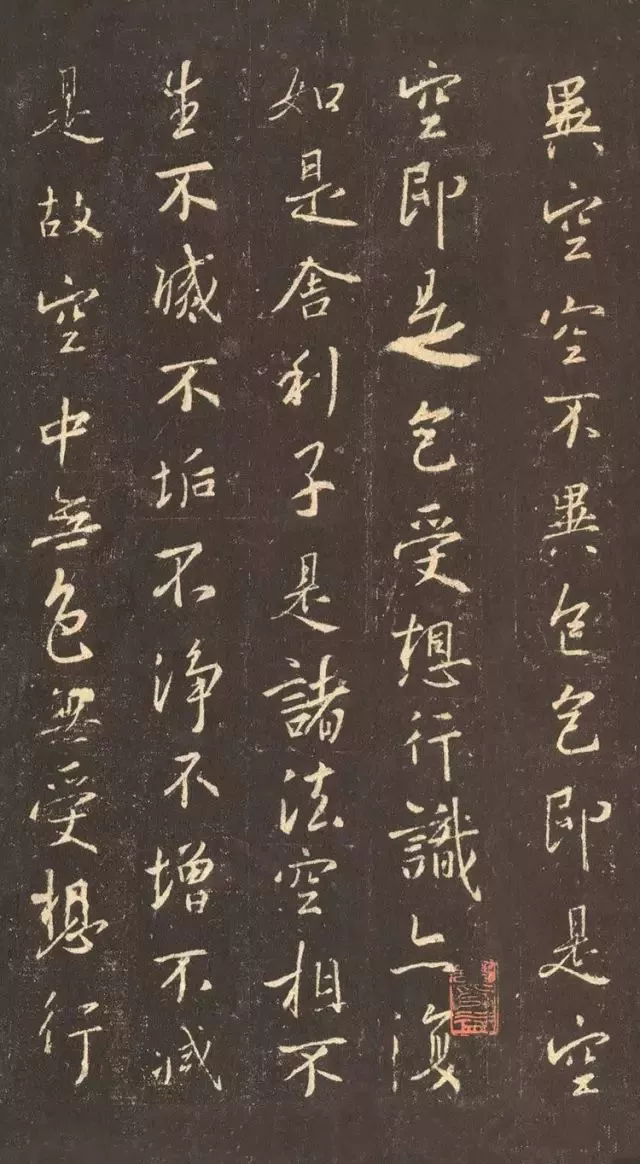 異空空不異色色即是空
空即是色受想行識亦復
如是舍利子是諸法空相不
生不滅不垢不淨不增不減
是故空中無色無受想行